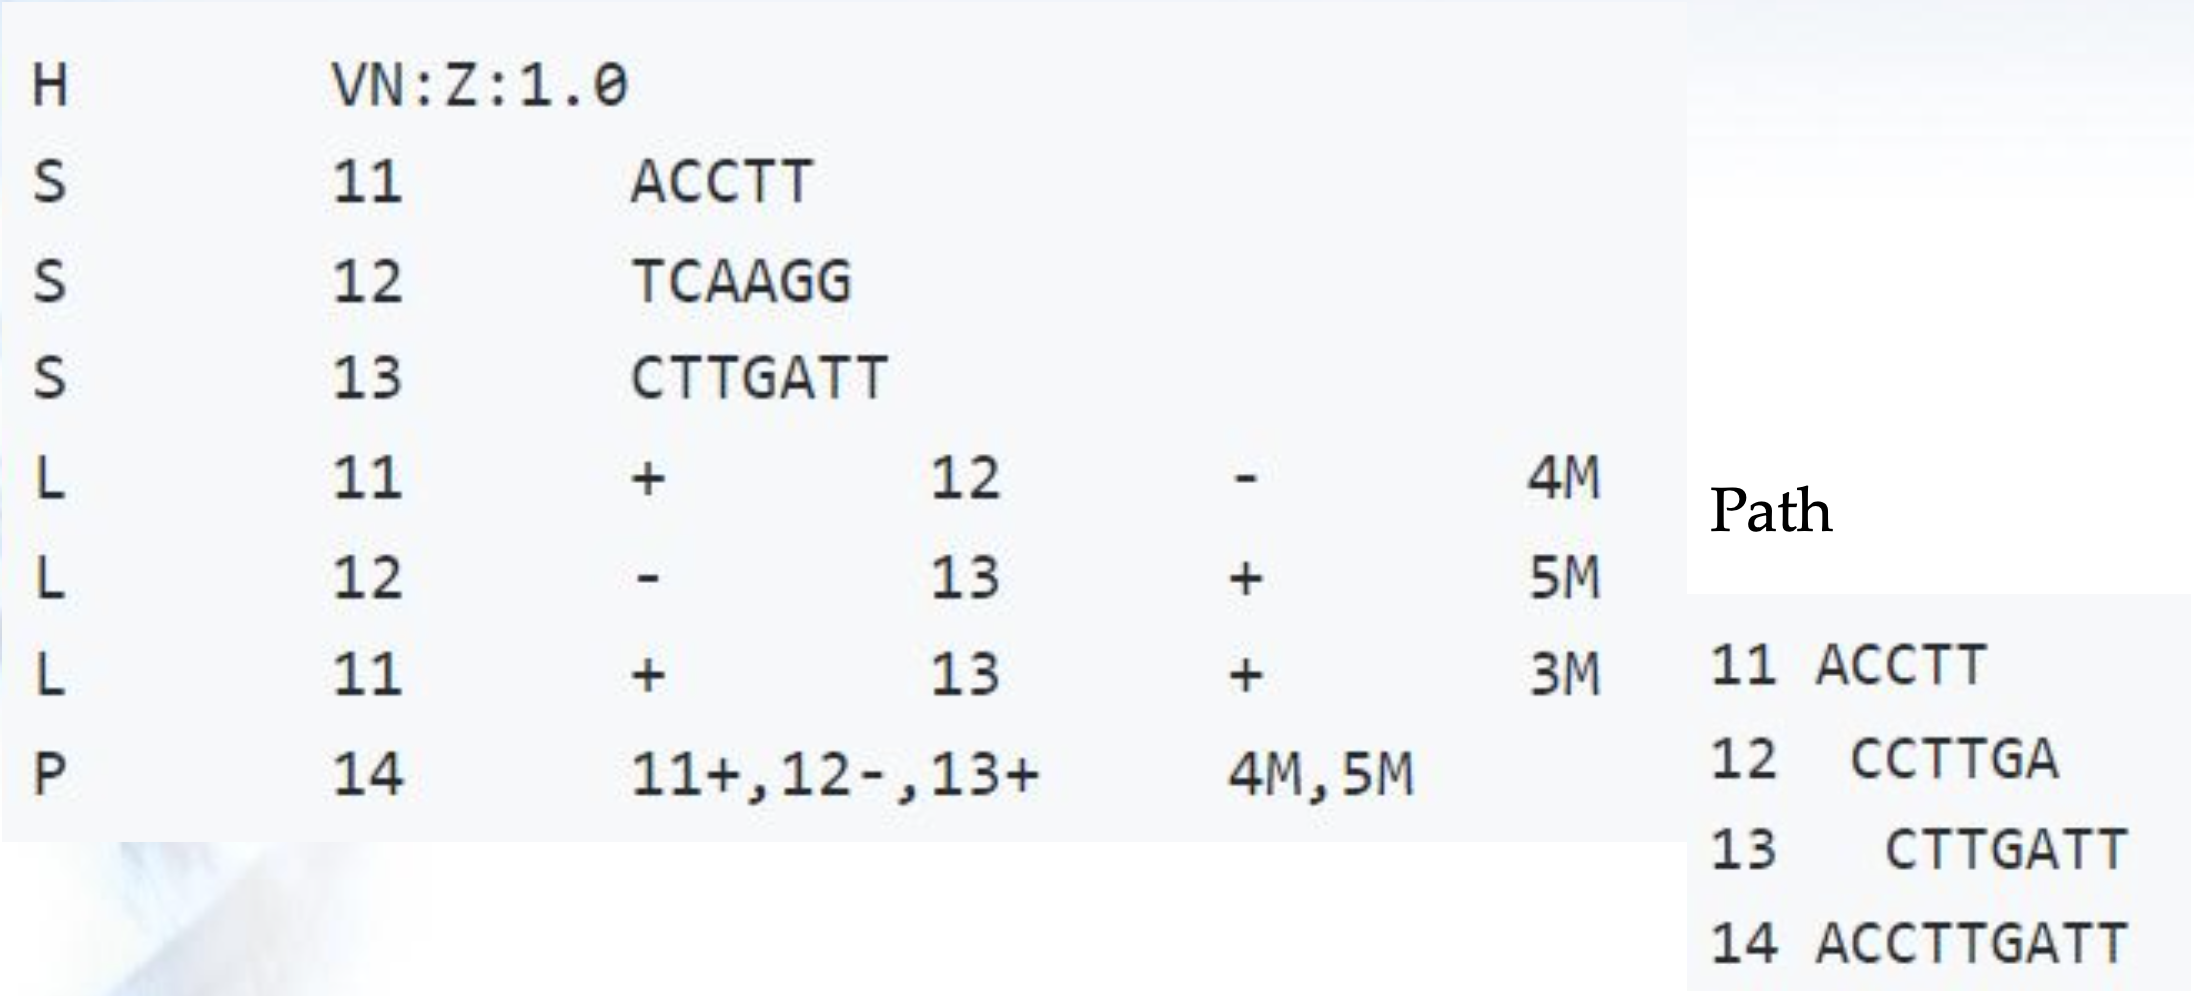 H VN:Z:1.0
S 11 ACCTT
S 12 TCAAGG
S 13 CTTGATT
L 11 + 12 - 4M
L 12 - 13 + 5M
L 11 + 13 + 3M
P 14 11+,12-,13+ 4M,5M
Path
11 ACCTT
12 CCTTGA
13 CTTGATT
14 ACCTTGATT